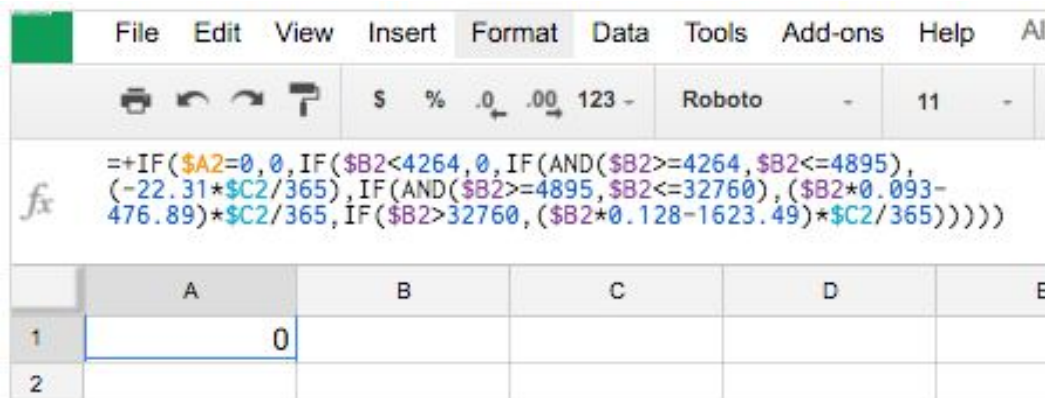 File Edit View Insert Format Data Tools Add-ons Help
$ % .0 .00 123 Roboto 11
fx
=+IF($A2=0,0,IF($B2<4264,0,IF(AND($B2>=4264,$B2<=4895),
(-22.31*$C2/365),IF(AND($B2>=4895,$B2<=32760),($B2*0.093-
476.89)*$C2/365,IF($B2>32760,($B2*0.128-1623.49)*$C2/365)))))
A B C D E
1 0
2